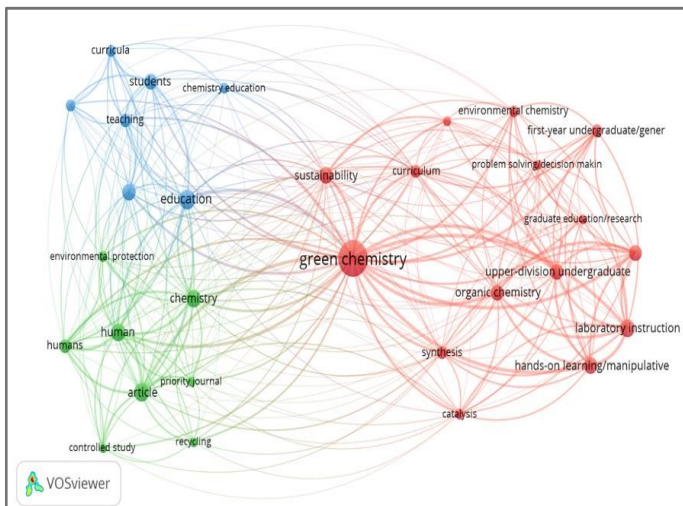 curricula
students
chemistry education
teaching
education
environmental chemistry
first-year undergraduate/gener
problem solving/decision makin
curriculum
sustainability
graduate education/research
green chemistry
upper-division undergraduate
organic chemistry
laboratory instruction
hands-on learning/manipulative
synthesis
catalysis
environmental protection
chemistry
human
humans
priority journal
article
recycling
controlled study
VOSviewer